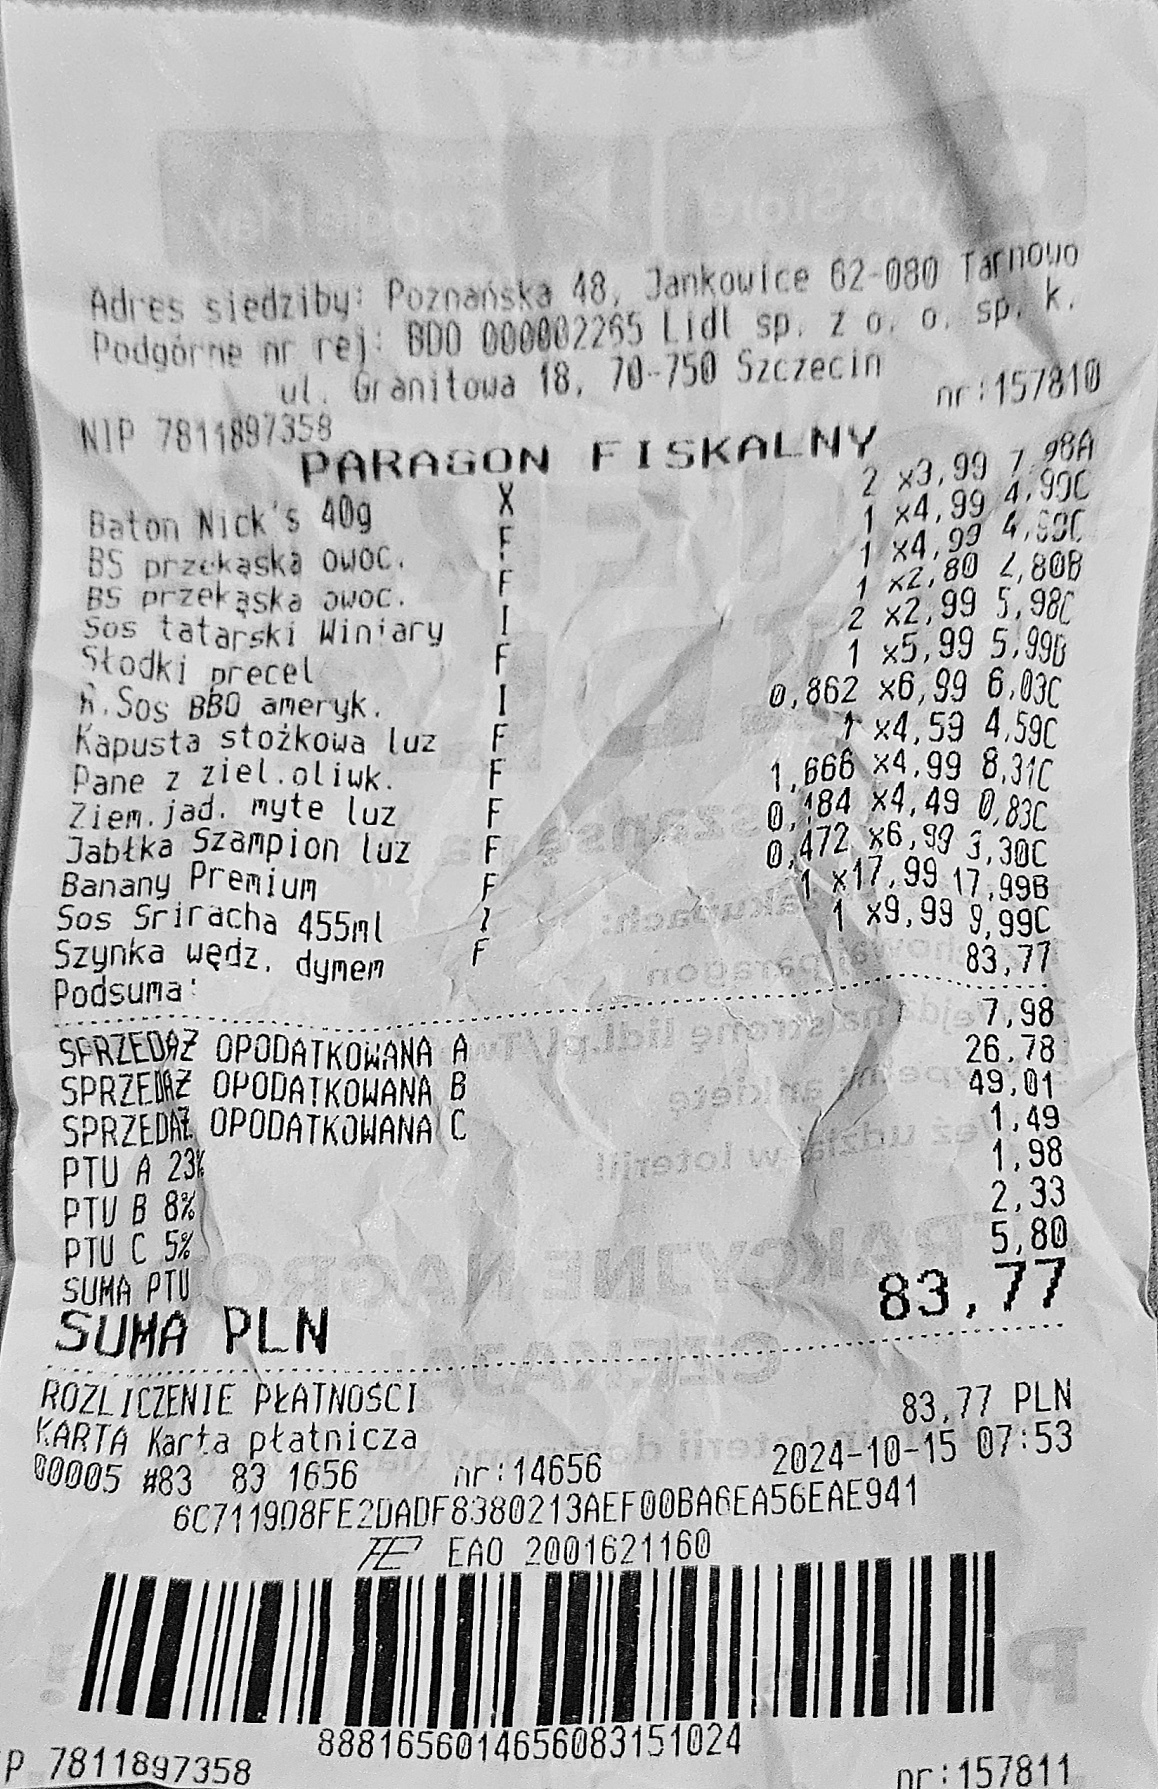 Adres siedziby: Poznańska 48, Jankowice 62-080 Tarnowo
Podgórne nr rej: BDO 000002265 Lidl sp. z o. o. sp. k.
ul. Granitowa 18, 70-750 Szczecin
NIP 7811897358 nr:157810
PARAGON FISKALNY
Baton Nick's 40g X 2 x3,99 7,98A
BS przekąska owoc. F 1 x4,99 4,99C
BS przekąska owoc. F 1 x4,99 4,99C
Sos tatarski Winiary I 1 x2,80 2,80B
Słodki precel F 2 x2,99 5,98C
R.Sos BBQ ameryk. I 1 x5,99 5,99B
Kapusta stożkowa luz F 0,862 x6,99 6,03C
Pane z ziel.oliwk. F 1 x4,59 4,59C
Ziem.jad. myte luz F 1,666 x4,99 8,31C
Jabłka Szampion luz F 0,184 x4,49 0,83C
Banany Premium F 0,472 x6,99 3,30C
Sos Sriracha 455ml I 1 x17,99 17,99B
Szynka wędz. dymem F 1 x9,99 9,99C
Podsuma: 83,77
SPRZEDAŻ OPODATKOWANA A 7,98
SPRZEDAŻ OPODATKOWANA B 26,78
SPRZEDAŻ OPODATKOWANA C 49,01
PTU A 23% 1,49
PTU B 8% 1,98
PTU C 5% 2,33
SUMA PTU 5,80
SUMA PLN 83,77
ROZLICZENIE PŁATNOŚCI
KARTA Karta płatnicza 83,77 PLN
00005 #83 83 1656 nr:14656 2024-10-15 07:53
6C7119D8FE2DADF8380213AEF00BA6EA56EAE941
EAO 2001621160
88816560146560831​51024
P 7811897358 nr:157811